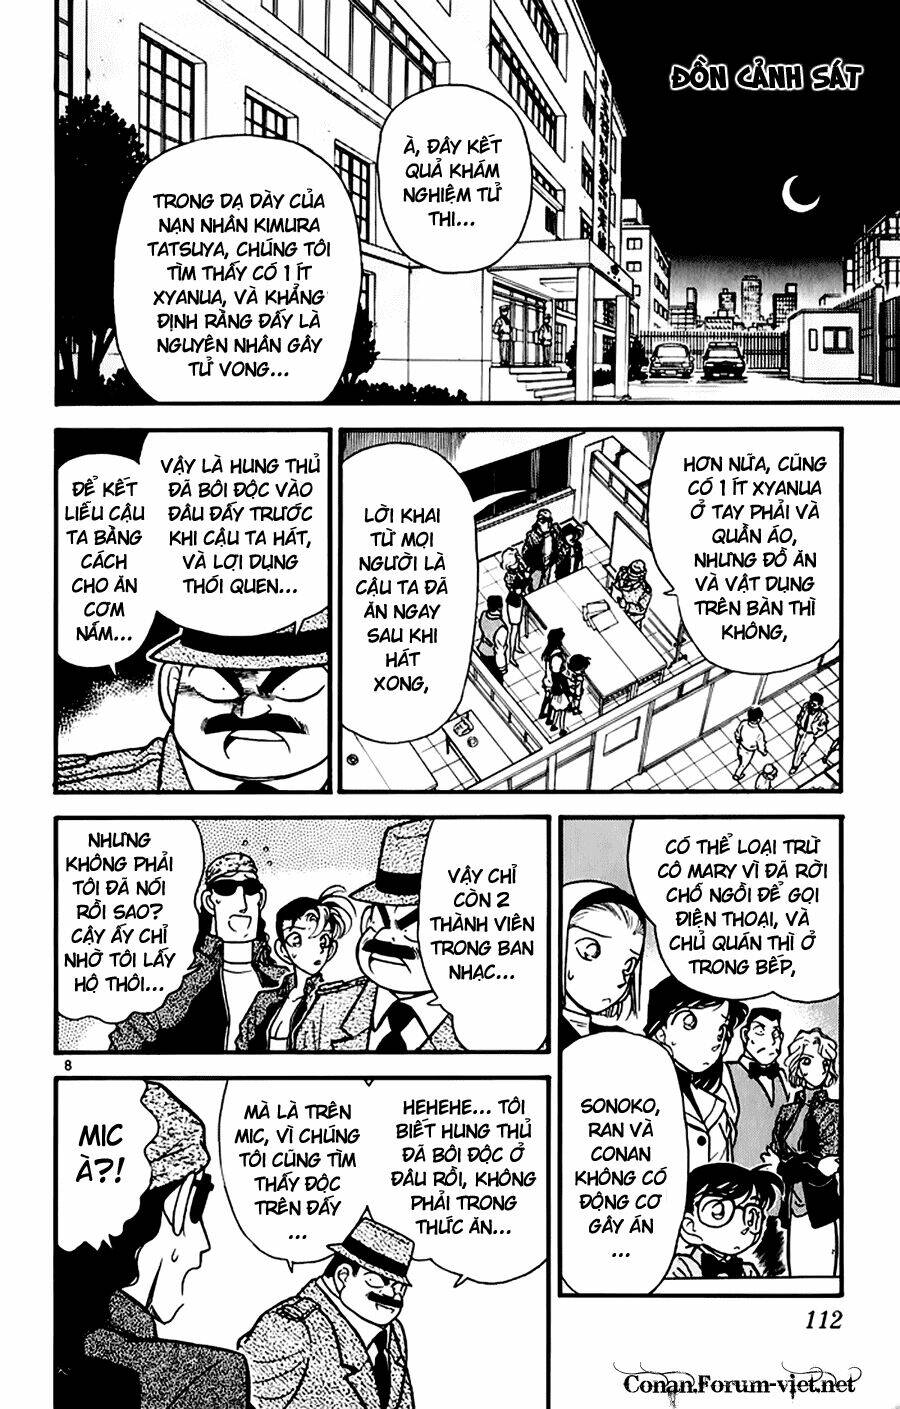 ĐỒN CẢNH SÁT
À, ĐÂY KẾT
QUẢ KHÁM
NGHIỆM TỬ
THI...
TRONG DẠ DÀY CỦA
NẠN NHÂN KIMURA
TATSUYA, CHÚNG TÔI
TÌM THẤY CÓ 1 ÍT
XYANUA, VÀ KHẲNG
ĐỊNH RẰNG ĐẤY LÀ
NGUYÊN NHÂN GÂY
TỬ VONG...
HƠN NỮA, CŨNG
CÓ 1 ÍT XYANUA
Ở TAY PHẢI VÀ
QUẦN ÁO,
NHƯNG ĐỒ ĂN
VÀ VẬT DỤNG
TRÊN BÀN THÌ
KHÔNG,
LỜI KHAI
TỪ MỌI
NGƯỜI LÀ
CẬU TA ĐÃ
ĂN NGAY
SAU KHI
HÁT
XONG,
VẬY LÀ HUNG THỦ
ĐÃ BÔI ĐỘC VÀO
ĐÂU ĐẤY TRƯỚC
KHI CẬU TA HÁT,
VÀ LỢI DỤNG
THÓI QUEN...
ĐỂ KẾT
LIỄU CẬU
TA BẰNG
CÁCH
CHO ĂN
CƠM
NẮM...
CÓ THỂ LOẠI TRỪ
CÔ MARY VÌ ĐÃ RỜI
CHỖ NGỒI ĐỂ GỌI
ĐIỆN THOẠI, VÀ
CHỦ QUÁN THÌ Ở
TRONG BẾP,
SONOKO,
RAN VÀ
CONAN
KHÔNG CÓ
ĐỘNG CƠ
GÂY ÁN
...
VẬY CHỈ
CÒN 2
THÀNH VIÊN
TRONG BAN
NHẠC...
NHƯNG
KHÔNG PHẢI
TÔI ĐÃ NÓI
RỒI SAO?
CẬY ẤY CHỈ
NHỜ TÔI LẤY
HỘ THÔI...
8
HEHEHE... TÔI
BIẾT HUNG THỦ
ĐÃ BÔI ĐỘC Ở
ĐÂU RỒI, KHÔNG
PHẢI TRONG
THỨC ĂN...
MÀ LÀ TRÊN
MIC, VÌ CHÚNG
TÔI CŨNG TÌM
THẤY ĐỘC
TRÊN ĐẤY
...
MIC
À?!
112
Conan.Forum-viet.net